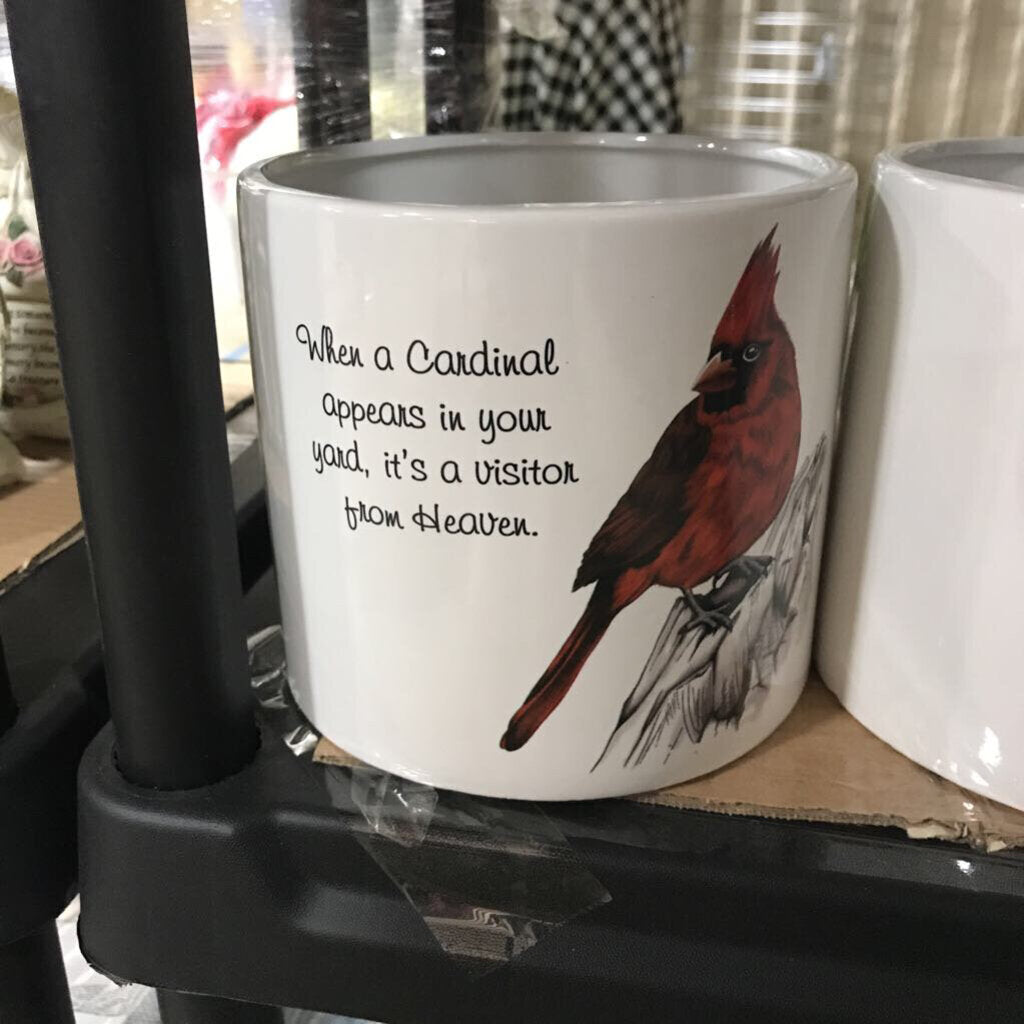 When a Cardinal
appears in your
yard, it's a visitor
from Heaven.